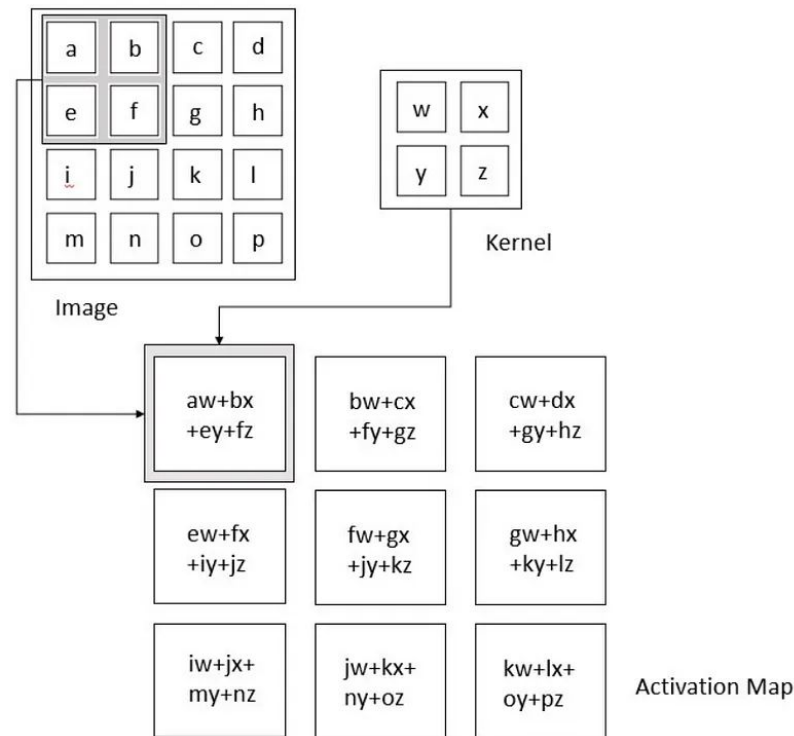 a b c d
e f g h
i j k l
m n o p
Image
w x
y z
Kernel
aw+bx
+ey+fz
bw+cx
+fy+gz
cw+dx
+gy+hz
ew+fx
+iy+jz
fw+gx
+jy+kz
gw+hx
+ky+lz
iw+jx+
my+nz
jw+kx+
ny+oz
kw+lx+
oy+pz
Activation Map